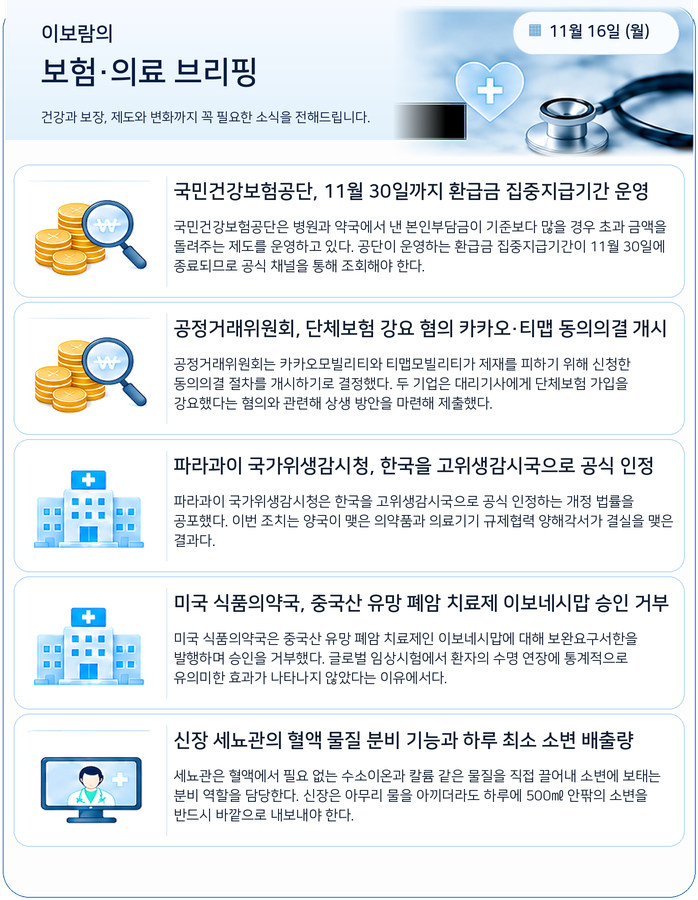 이보람의
보험·의료 브리핑
건강과 보장, 제도와 변화까지 꼭 필요한 소식을 전해드립니다.
11월 16일 (월)
국민건강보험공단, 11월 30일까지 환급금 집중지급기간 운영
국민건강보험공단은 병원과 약국에서 낸 본인부담금이 기준보다 많을 경우 초과 금액을
돌려주는 제도를 운영하고 있다. 공단이 운영하는 환급금 집중지급기간이 11월 30일에
종료되므로 공식 채널을 통해 조회해야 한다.
공정거래위원회, 단체보험 강요 혐의 카카오·티맵 동의의결 개시
공정거래위원회는 카카오모빌리티와 티맵모빌리티가 제재를 피하기 위해 신청한
동의의결 절차를 개시하기로 결정했다. 두 기업은 대리기사에게 단체보험 가입을
강요했다는 혐의와 관련해 상생 방안을 마련해 제출했다.
파라과이 국가위생감시청, 한국을 고위생감시국으로 공식 인정
파라과이 국가위생감시청은 한국을 고위생감시국으로 공식 인정하는 개정 법률을
공포했다. 이번 조치는 양국이 맺은 의약품과 의료기기 규제협력 양해각서가 결실을 맺은
결과다.
미국 식품의약국, 중국산 유망 폐암 치료제 이보네시맙 승인 거부
미국 식품의약국은 중국산 유망 폐암 치료제인 이보네시맙에 대해 보완요구서한을
발행하며 승인을 거부했다. 글로벌 임상시험에서 환자의 수명 연장에 통계적으로
유의미한 효과가 나타나지 않았다는 이유에서다.
신장 세뇨관의 혈액 물질 분비 기능과 하루 최소 소변 배출량
세뇨관은 혈액에서 필요 없는 수소이온과 칼륨 같은 물질을 직접 끌어내 소변에 보태는
분비 역할을 담당한다. 신장은 아무리 물을 아끼더라도 하루에 500㎖ 안팎의 소변을
반드시 바깥으로 내보내야 한다.